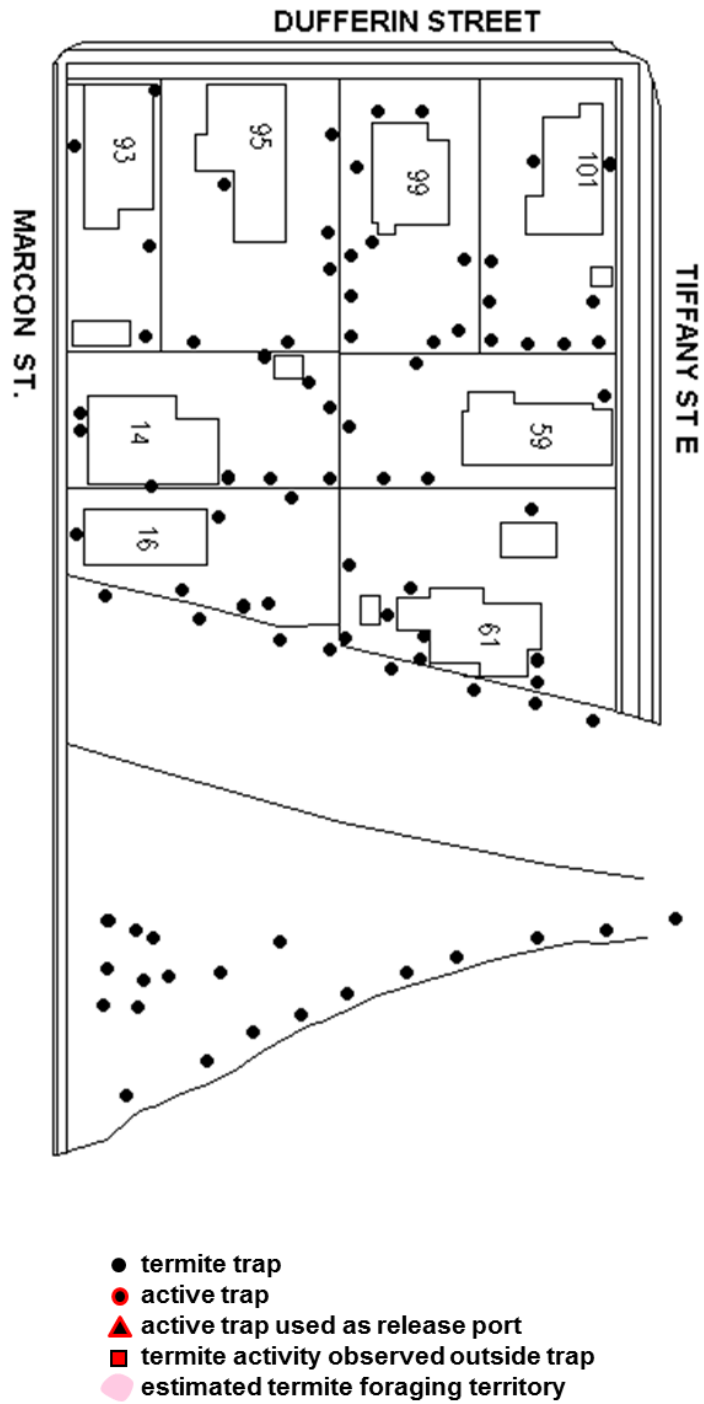 DUFFERIN STREET
93
95
99
101
MARCON ST.
TIFFANY ST E
14
59
16
61
termite trap
active trap
active trap used as release port
termite activity observed outside trap
estimated termite foraging territory